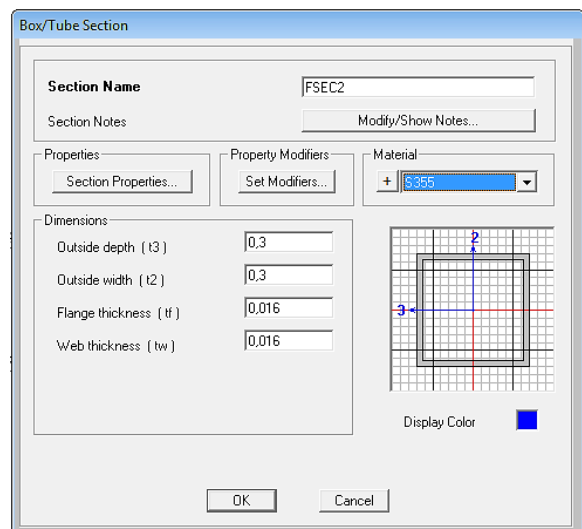 Box/Tube Section
Section Name FSEC2
Section Notes Modify/Show Notes...
Properties Property Modifiers Material
Section Properties... Set Modifiers... + S355
Dimensions
Outside depth ( t3 ) 0,3
Outside width ( t2 ) 0,3
Flange thickness ( tf ) 0,016
Web thickness ( tw ) 0,016
2
3
Display Color
OK Cancel